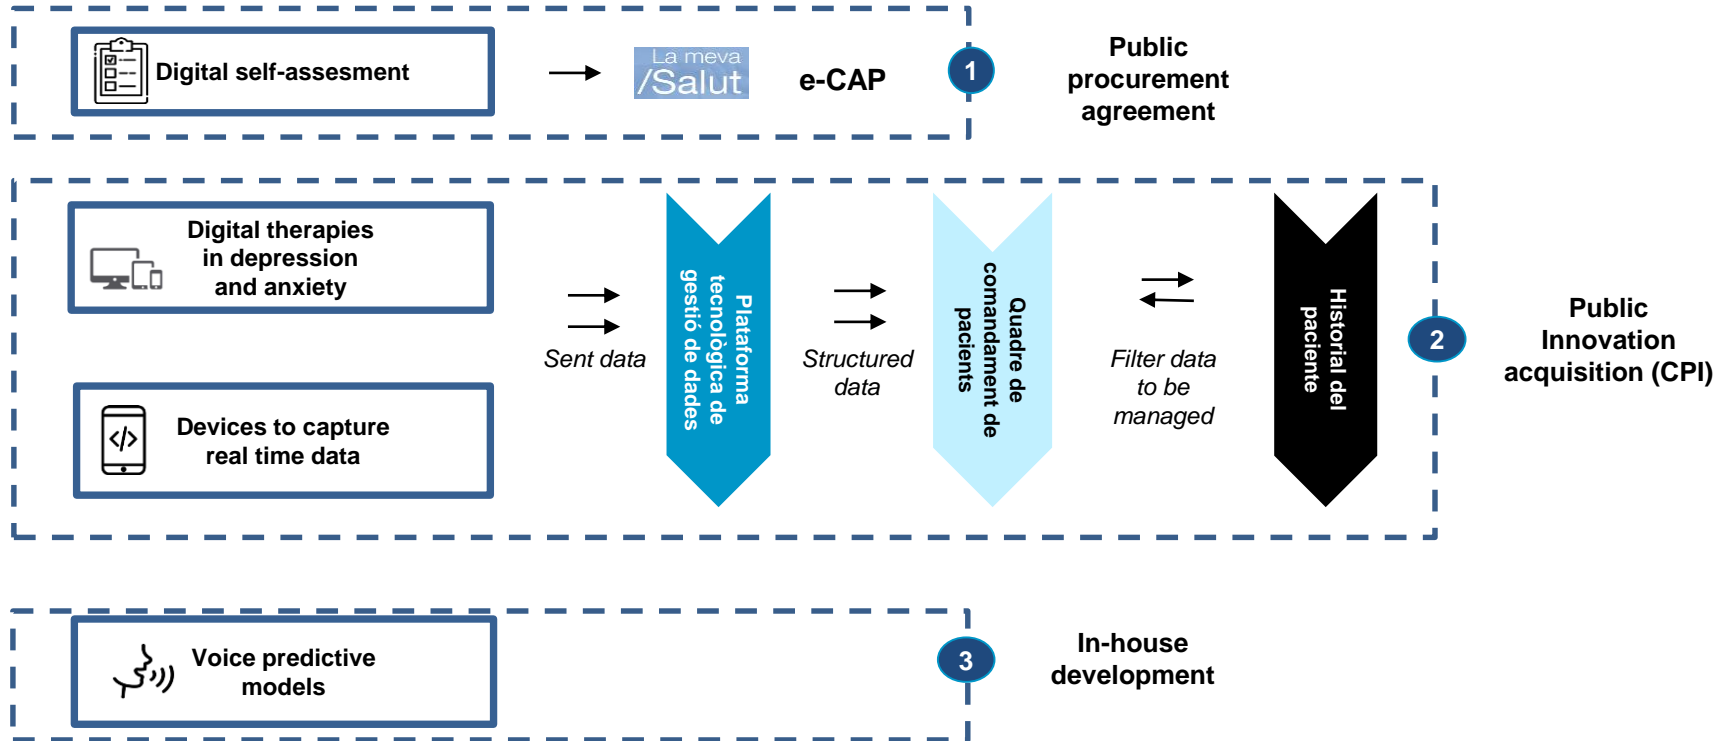 Digital self-assesment
La meva
/Salut
e-CAP
1
Public
procurement
agreement
Digital therapies
in depression
and anxiety
Devices to capture
real time data
Sent data
Plataforma
tecnològica de
gestió de dades
Structured
data
Quadre de
comandament de
pacients
Filter data
to be
managed
Historial del
paciente
2
Public
Innovation
acquisition (CPI)
Voice predictive
models
3
In-house
development